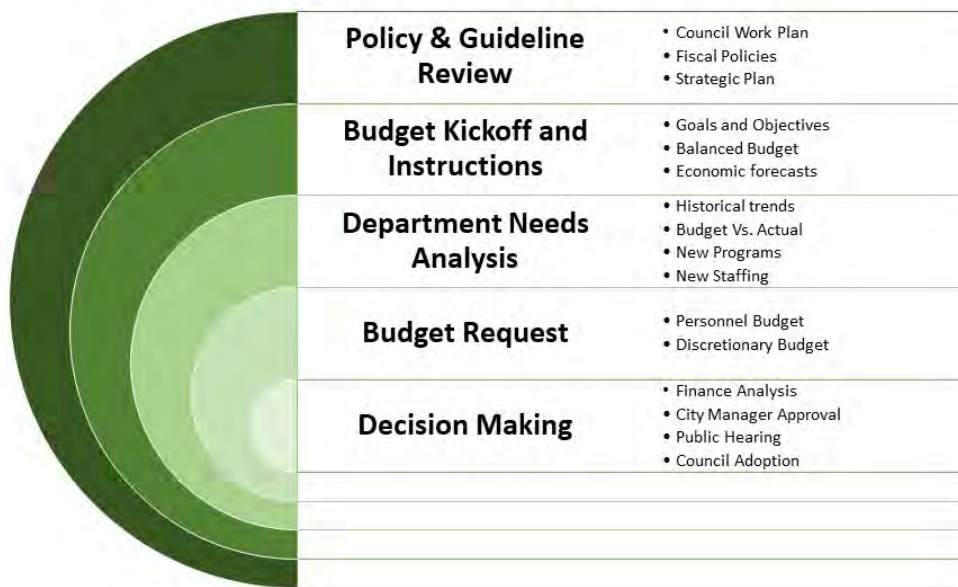 Policy & Guideline
Review
• Council Work Plan
• Fiscal Policies
• Strategic Plan
Budget Kickoff and
Instructions
• Goals and Objectives
• Balanced Budget
• Economic forecasts
Department Needs
Analysis
• Historical trends
• Budget Vs. Actual
• New Programs
• New Staffing
Budget Request
• Personnel Budget
• Discretionary Budget
Decision Making
• Finance Analysis
• City Manager Approval
• Public Hearing
• Council Adoption